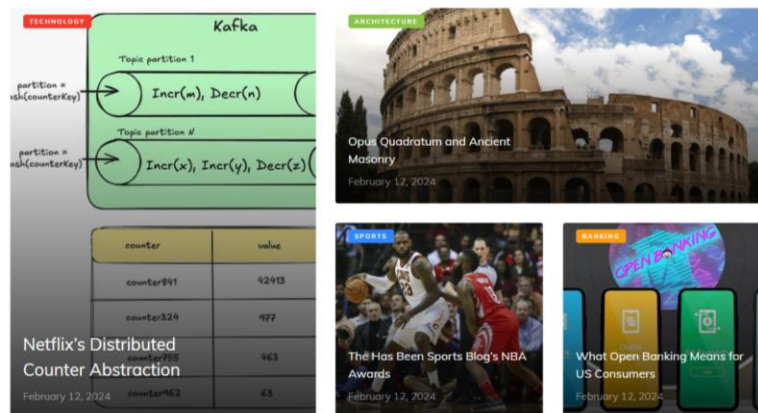 TECHNOLOGY
Kafka
Topic partition 1
partition =
ash(counterKey)
Incr(m), Decr(n)
Topic partition N
partition =
ash(counterKey)
Incr(x), Incr(y), Decr(z)
counter value
counter841 42413
counter324 477
counter755 463
counter962 63
Netflix's Distributed
Counter Abstraction
February 12, 2024
ARCHITECTURE
Opus Quadratum and Ancient
Masonry
February 12, 2024
SPORTS
The Has Been Sports Blog's NBA
Awards
February 12, 2024
BANKING
OPEN BANKING
What Open Banking Means for
US Consumers
February 12, 2024